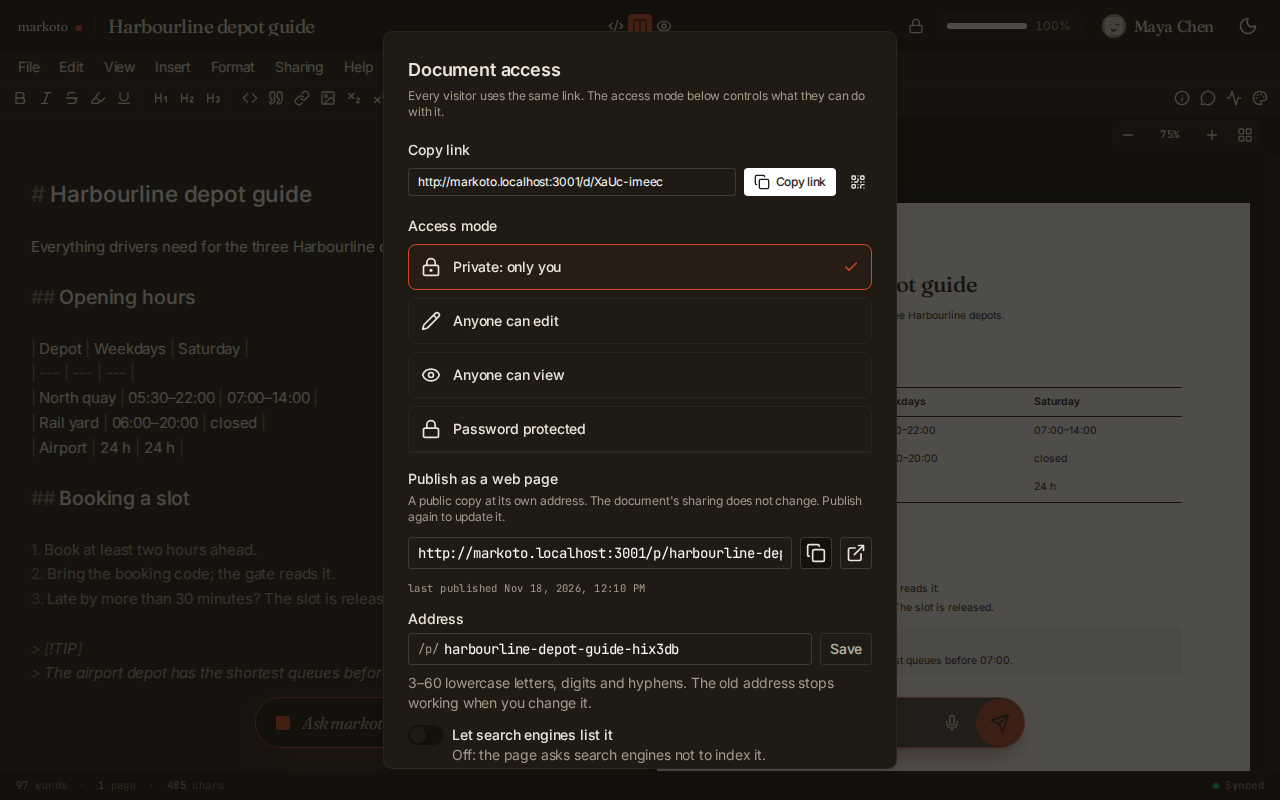 markoto
Harbourline depot guide
100%
Maya Chen
File Edit View Insert Format Sharing Help
B I S U H1 H2 H3 x2
75%
Document access
Every visitor uses the same link. The access mode below controls what they can do
with it.
Copy link
http://markoto.localhost:3001/d/XaUc-imeec
Copy link
Access mode
Private: only you
Anyone can edit
Anyone can view
Password protected
Publish as a web page
A public copy at its own address. The document's sharing does not change. Publish
again to update it.
http://markoto.localhost:3001/p/harbourline-dep
last published Nov 18, 2026, 12:10 PM
Address
/p/ harbourline-depot-guide-hix3db
Save
3–60 lowercase letters, digits and hyphens. The old address stops
working when you change it.
Let search engines list it
Off: the page asks search engines not to index it.
# Harbourline depot guide
Everything drivers need for the three Harbourline
## Opening hours
| Depot | Weekdays | Saturday |
| --- | --- | --- |
| North quay | 05:30–22:00 | 07:00–14:00 |
| Rail yard | 06:00–20:00 | closed |
| Airport | 24 h | 24 h |
## Booking a slot
1. Book at least two hours ahead.
2. Bring the booking code; the gate reads it.
3. Late by more than 30 minutes? The slot is releas
> [!TIP]
> The airport depot has the shortest queues befor
Ask markot
ot guide
ee Harbourline depots.
kdays Saturday
0–22:00 07:00–14:00
0–20:00 closed
24 h
reads it.
The slot is released.
st queues before 07:00.
97 words · 1 page · 485 chars
Synced